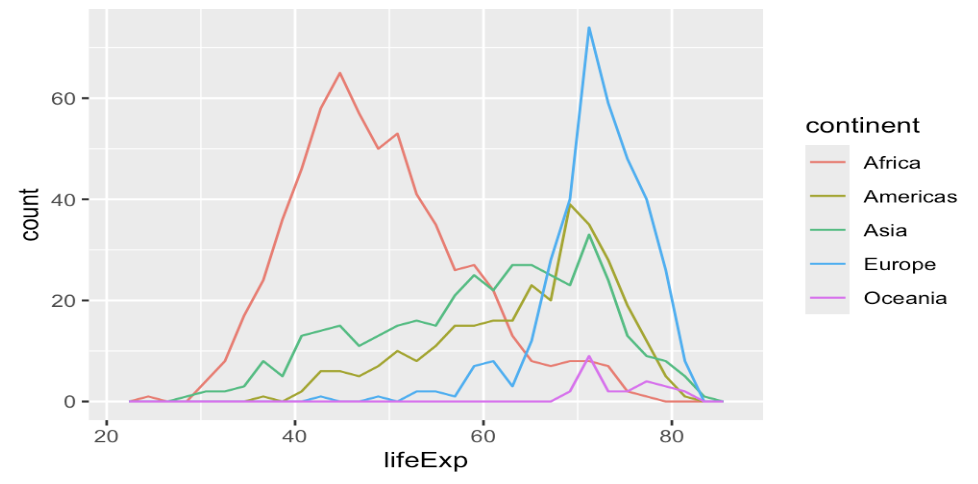 count
60
40
20
0
20 40 60 80
lifeExp
continent
Africa
Americas
Asia
Europe
Oceania